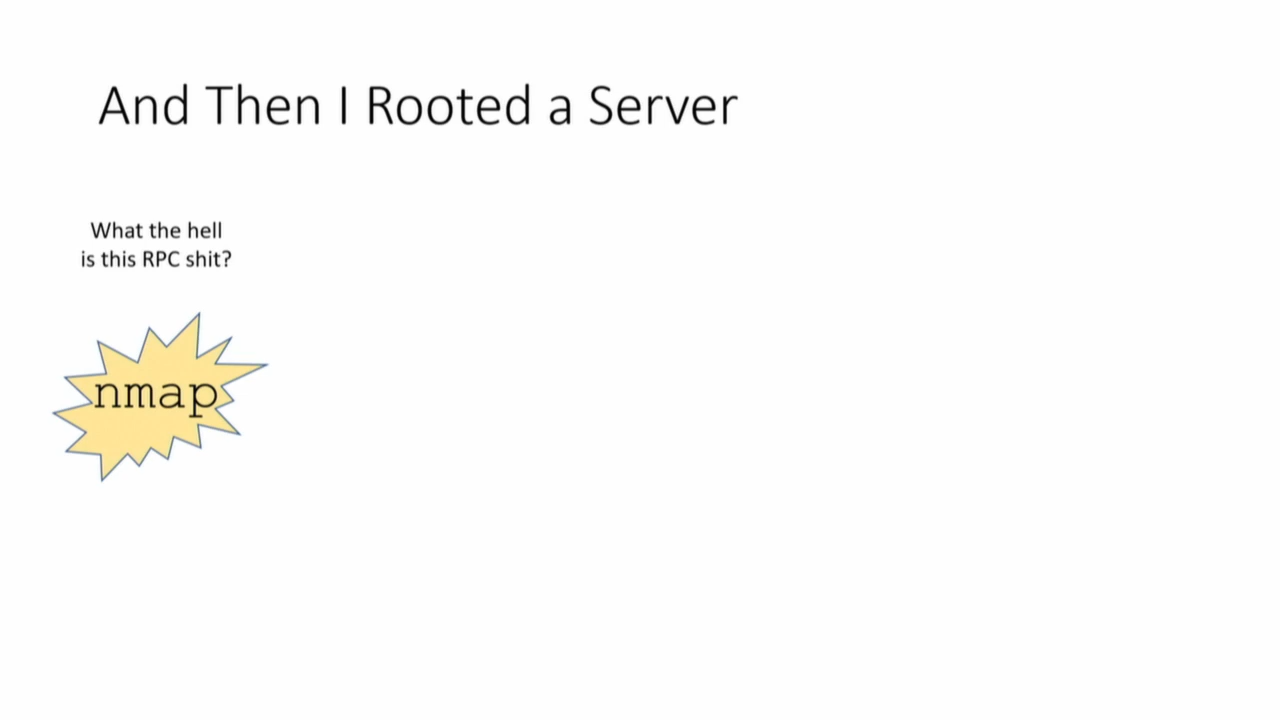 And Then I Rooted a Server
What the hell
is this RPC shit?
nmap